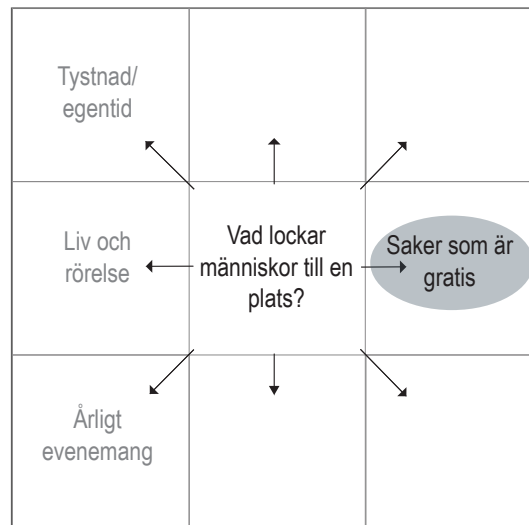 Tystnad/
egentid
Liv och
rörelse
Vad lockar
människor till en
plats?
Saker som är
gratis
Årligt
evenemang